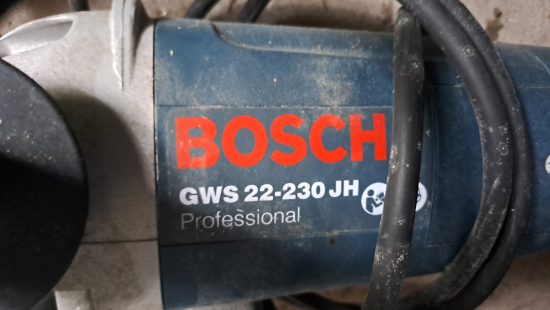 BOSCH
GWS 22-230 JH
Professional